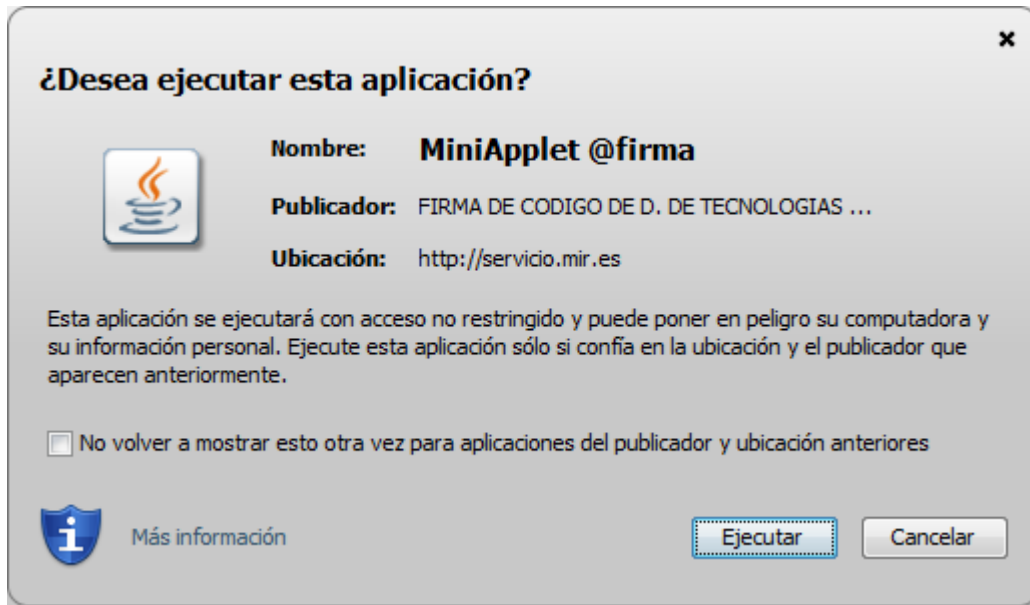 ¿Desea ejecutar esta aplicación?
Nombre: MiniApplet @firma
Publicador: FIRMA DE CODIGO DE D. DE TECNOLOGIAS ...
Ubicación: http://servicio.mir.es
Esta aplicación se ejecutará con acceso no restringido y puede poner en peligro su computadora y
su información personal. Ejecute esta aplicación sólo si confía en la ubicación y el publicador que
aparecen anteriormente.
No volver a mostrar esto otra vez para aplicaciones del publicador y ubicación anteriores
Más información
Ejecutar
Cancelar